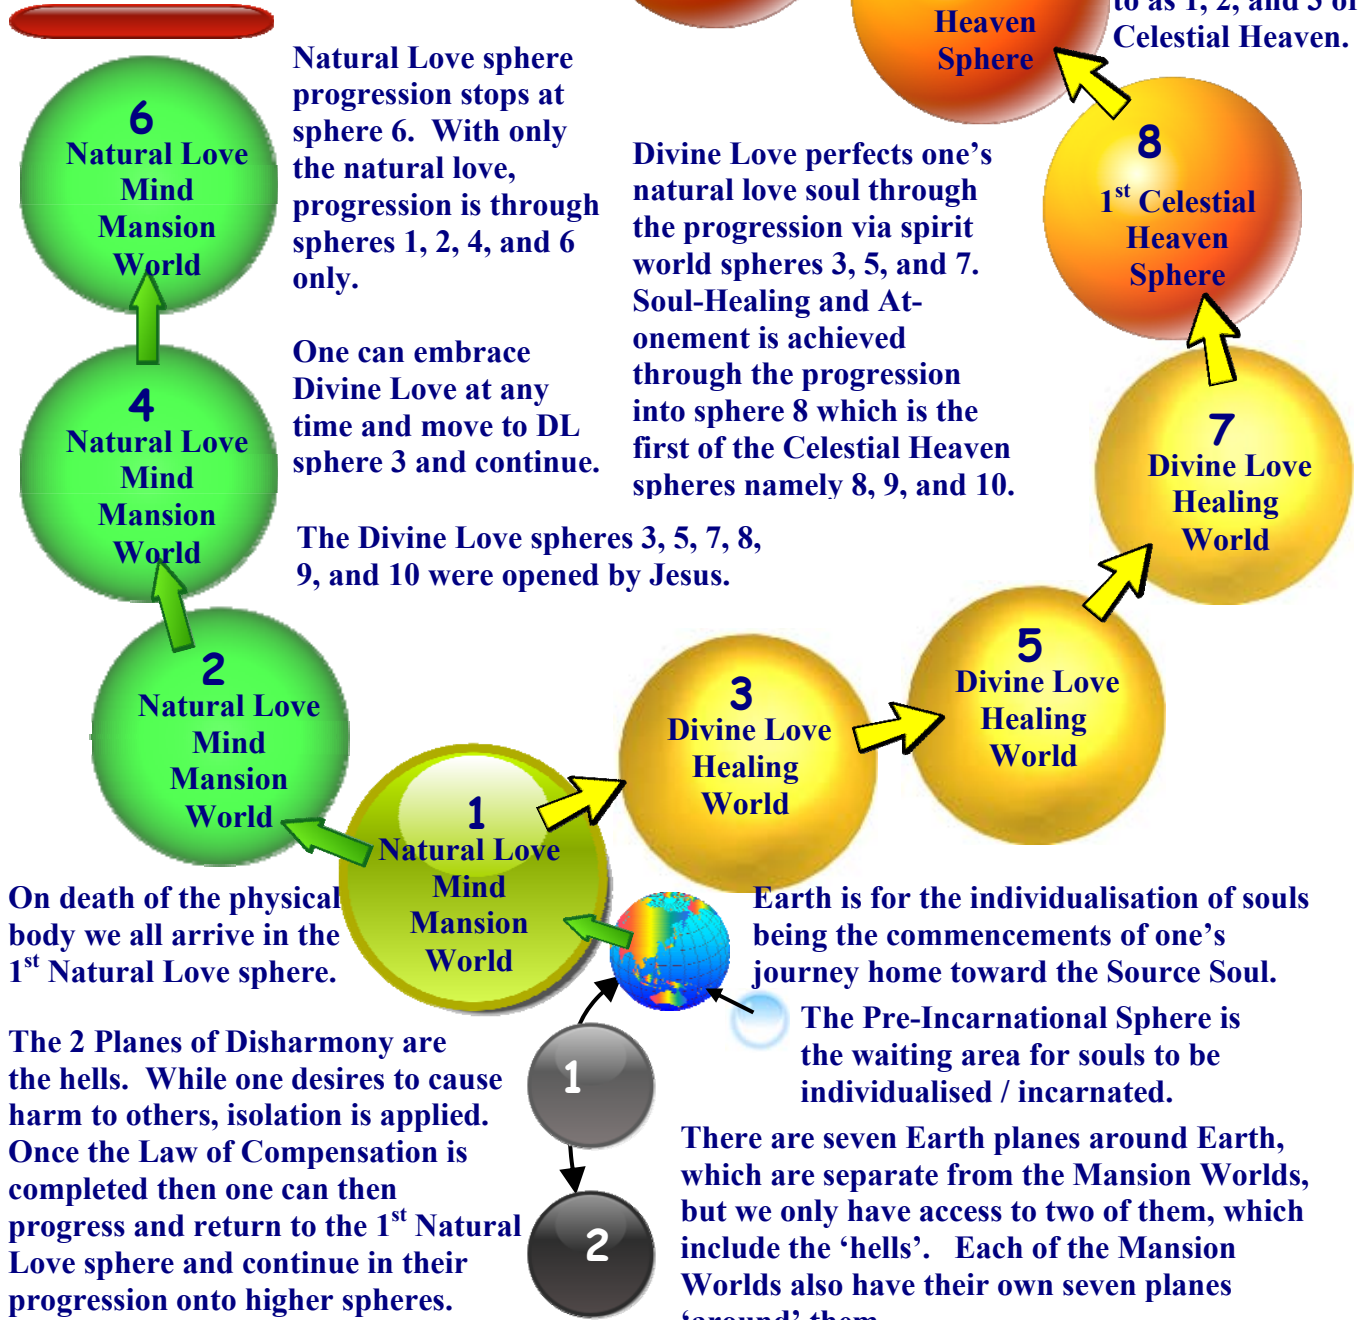 to as 1, 2, and 3 of
Celestial Heaven.
Heaven
Sphere
Natural Love sphere
progression stops at
sphere 6.  With only
the natural love,
progression is through
spheres 1, 2, 4, and 6
only.
One can embrace
Divine Love at any
time and move to DL
sphere 3 and continue.
6
Natural Love
Mind
Mansion
World
Divine Love perfects one’s
natural love soul through
the progression via spirit
world spheres 3, 5, and 7.
Soul-Healing and At-
onement is achieved
through the progression
into sphere 8 which is the
first of the Celestial Heaven
spheres namely 8, 9, and 10.
8
1st Celestial
Heaven
Sphere
4
Natural Love
Mind
Mansion
World
7
Divine Love
Healing
World
The Divine Love spheres 3, 5, 7, 8,
9, and 10 were opened by Jesus.
2
Natural Love
Mind
Mansion
World
5
Divine Love
Healing
World
3
Divine Love
Healing
World
1
Natural Love
Mind
Mansion
World
On death of the physical
body we all arrive in the
1st Natural Love sphere.
Earth is for the individualisation of souls
being the commencements of one’s
journey home toward the Source Soul.
The Pre-Incarnational Sphere is
the waiting area for souls to be
individualised / incarnated.
The 2 Planes of Disharmony are
the hells.  While one desires to cause
harm to others, isolation is applied.
Once the Law of Compensation is
completed then one can then
progress and return to the 1st Natural
Love sphere and continue in their
progression onto higher spheres.
1
2
There are seven Earth planes around Earth,
which are separate from the Mansion Worlds,
but we only have access to two of them, which
include the ‘hells’.   Each of the Mansion
Worlds also have their own seven planes
‘around’ them